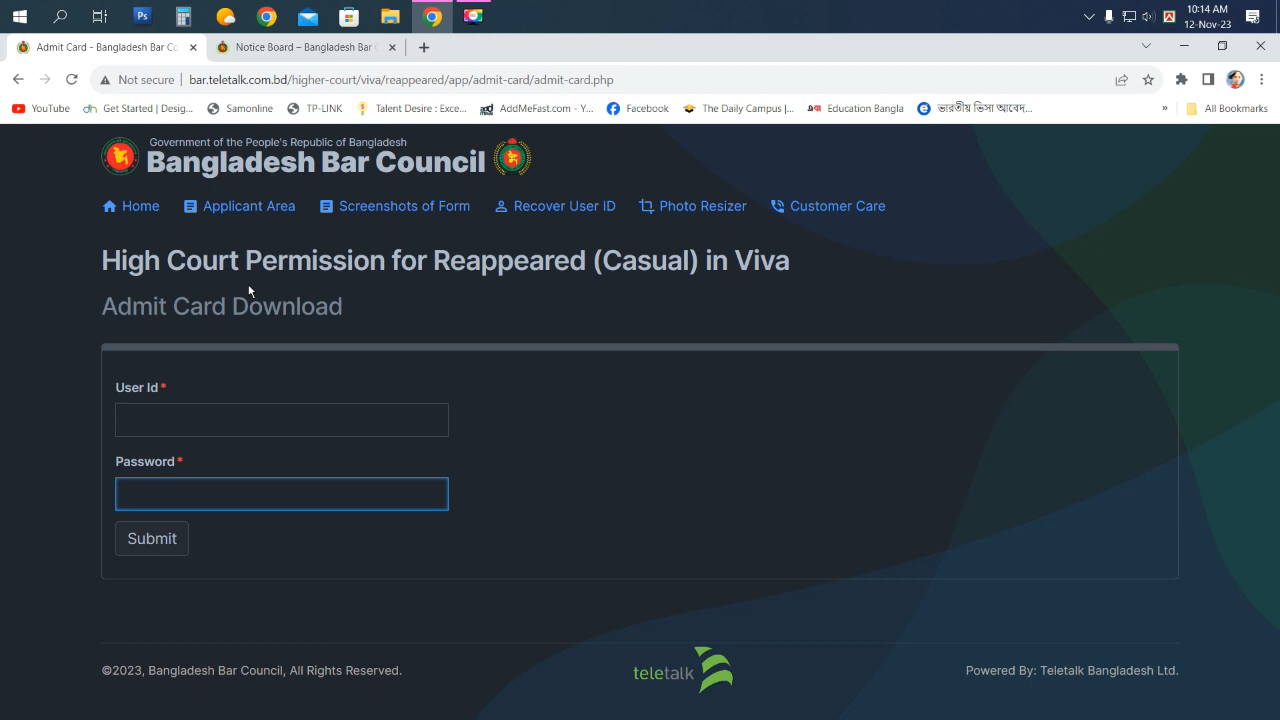 Ps
10:14 AM
12-Nov-23
Admit Card - Bangladesh Bar Co
Notice Board – Bangladesh Bar C
Not secure
bar.teletalk.com.bd/higher-court/viva/reappeared/app/admit-card/admit-card.php
YouTube
Get Started | Desig...
Samonline
TP-LINK
Talent Desire : Exce...
AddMeFast.com - Y...
Facebook
The Daily Campus |...
Education Bangla
ভারতীয় ভিসা আবেদ...
»
All Bookmarks
Government of the People's Republic of Bangladesh
Bangladesh Bar Council
Home
Applicant Area
Screenshots of Form
Recover User ID
Photo Resizer
Customer Care
High Court Permission for Reappeared (Casual) in Viva
Admit Card Download
User Id *
Password *
Submit
©2023, Bangladesh Bar Council, All Rights Reserved.
teletalk
Powered By: Teletalk Bangladesh Ltd.